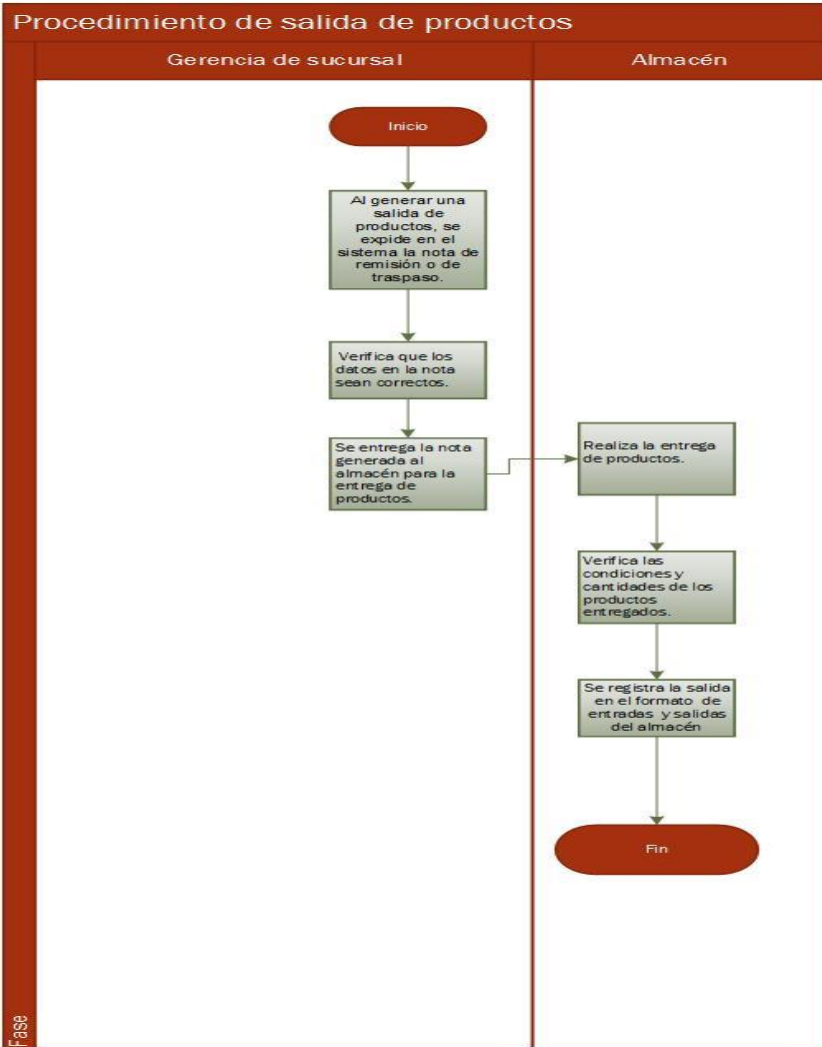 Procedimiento de salida de productos
Gerencia de sucursal
Almacén
Inicio
Al generar una
salida de
productos, se
expide en el
sistema la nota de
remisión o de
traspaso.
Verifica que los
datos en la nota
sean correctos.
Se entrega la nota
generada al
almacén para la
entrega de
productos.
Realiza la entrega
de productos.
Verifica las
condiciones y
cantidades de los
productos
entregados.
Se registra la salida
en el formato de
entradas y salidas
del almacén
Fin
Fase